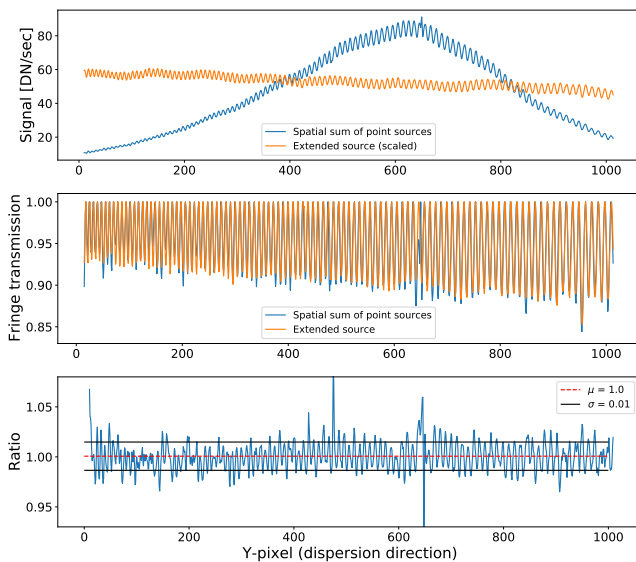 80
60
40
20
Signal [DN/sec]
Spatial sum of point sources
Extended source (scaled)
0 200 400 600 800 1000
1.00
0.95
0.90
0.85
Fringe transmission
Spatial sum of point sources
Extended source
0 200 400 600 800 1000
1.05
1.00
0.95
Ratio
μ = 1.0
σ = 0.01
0 200 400 600 800 1000
Y-pixel (dispersion direction)